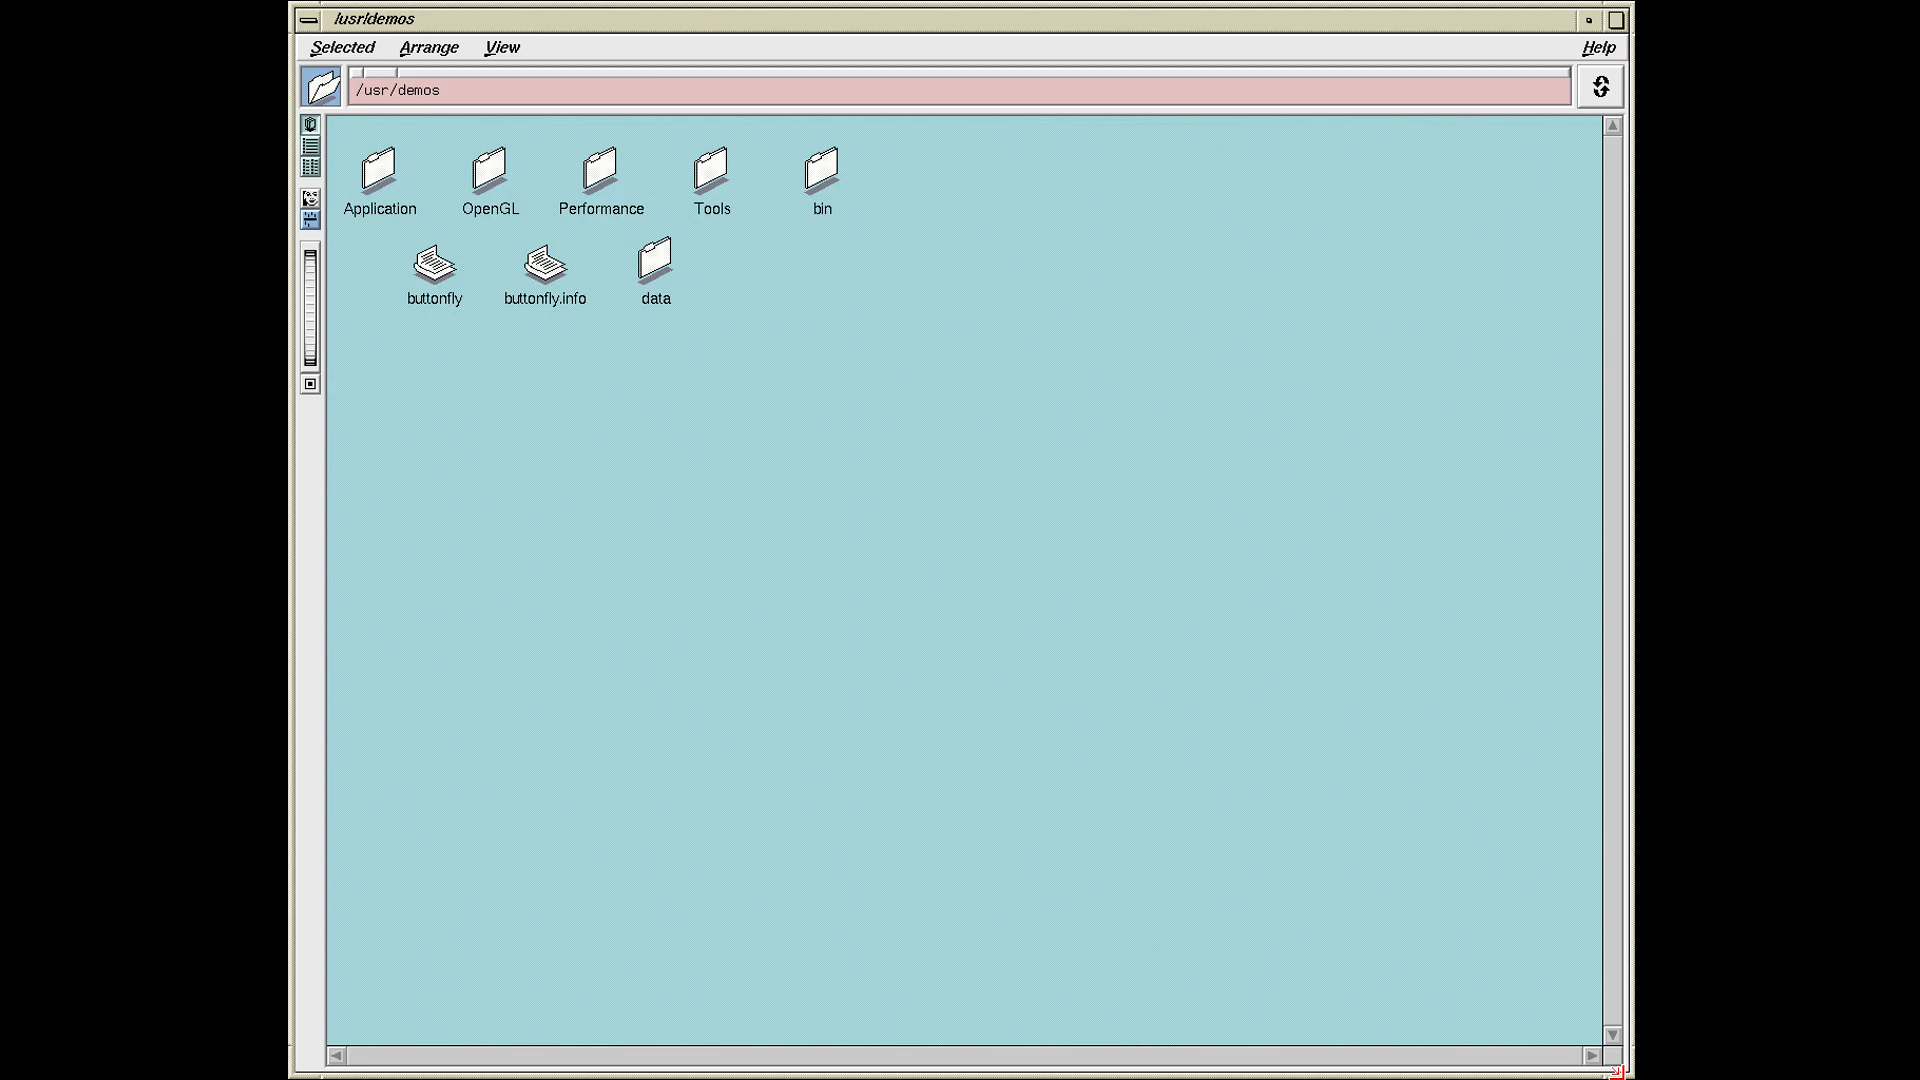 /usr/demos
Selected Arrange View Help
/usr/demos
Application OpenGL Performance Tools bin
buttonfly buttonfly.info data